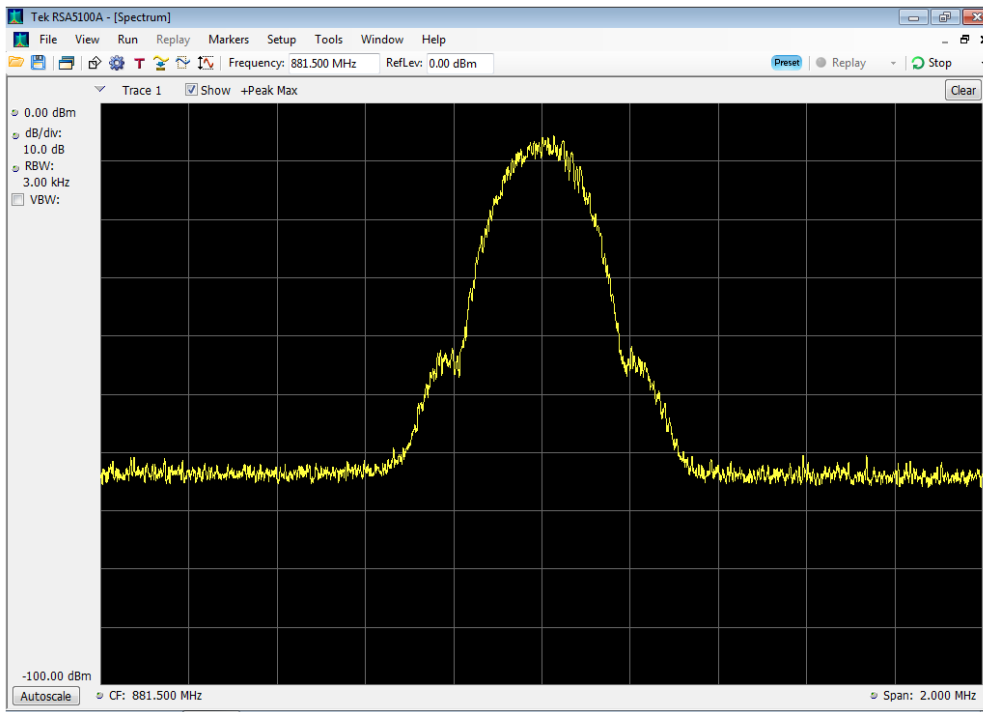 Tek RSA5100A - [Spectrum]
File View Run Replay Markers Setup Tools Window Help
T Frequency: 881.500 MHz RefLev: 0.00 dBm Preset Replay Stop
Trace 1 Show +Peak Max Clear
0.00 dBm
dB/div:
10.0 dB
RBW:
3.00 kHz
VBW:
-100.00 dBm
Autoscale CF: 881.500 MHz Span: 2.000 MHz